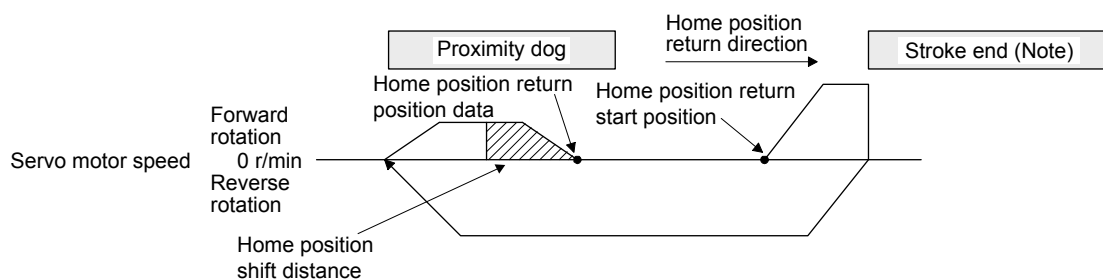 Proximity dog
Home position
return direction
Stroke end (Note)
Home position return
position data
Home position return
start position
Forward
rotation
Servo motor speed
0 r/min
Reverse
rotation
Home position
shift distance